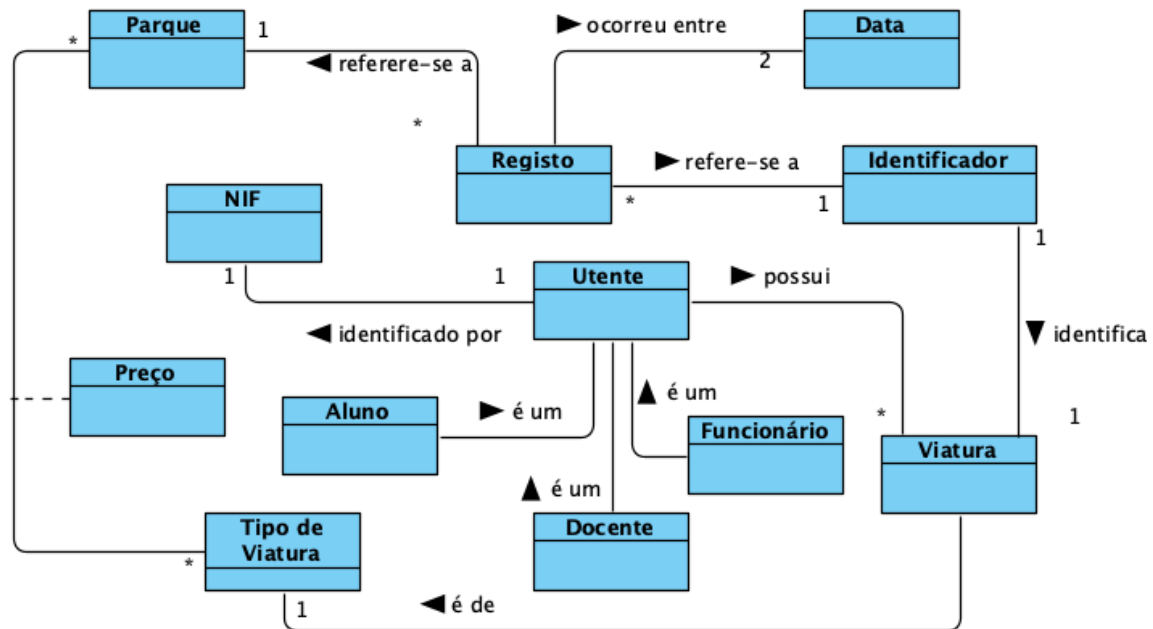 Parque
1
*
◄ referere-se a
*
► ocorreu entre
2
Data
Registo
► refere-se a
*
1
Identificador
1
NIF
1
1
Utente
► possui
◄ identificado por
▼ identifica
Preço
Aluno
► é um
▲ é um
Funcionário
*
1
Viatura
▲ é um
Docente
Tipo de
Viatura
*
1
◄ é de